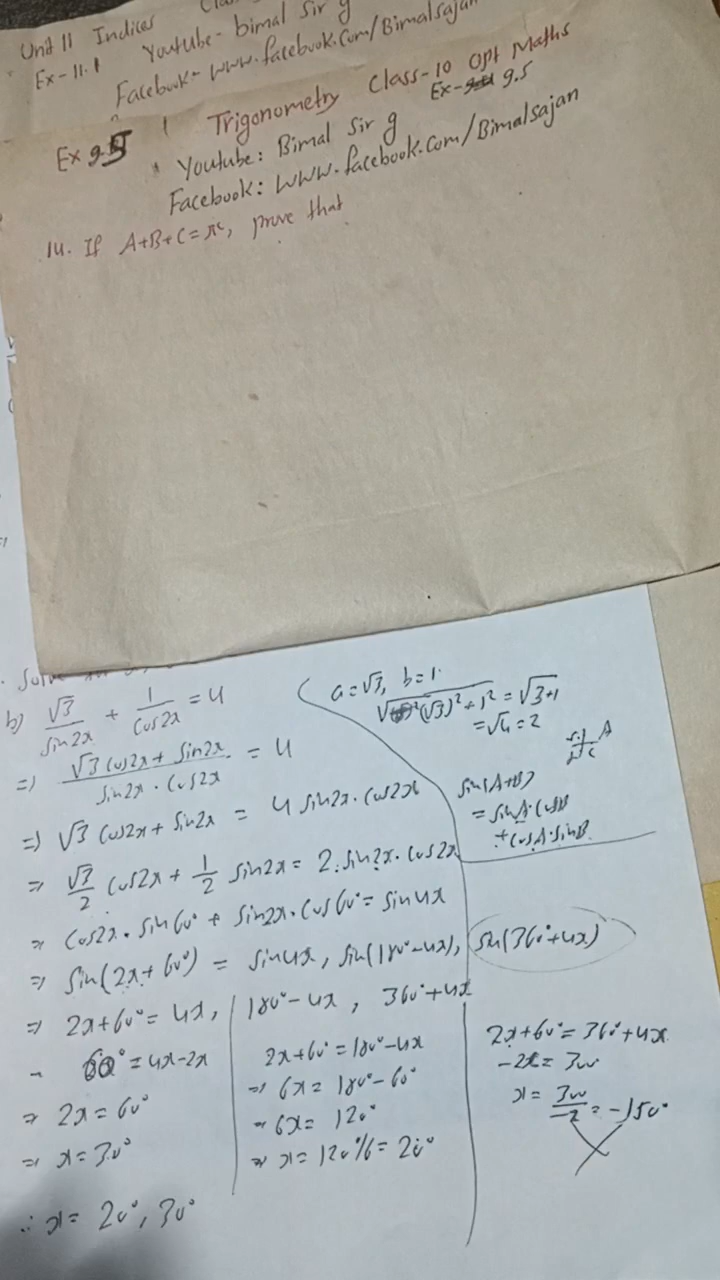 Unit 11 Indices
Ex-11.1 Youtube- bimal Sir g
Facebook- www.facebook.com/Bimalsajan
Ex 9.5 Trigonometry Class-10 Opt Maths
Ex- 9.5
Youtube: Bimal Sir g
Facebook: www.facebook.com/Bimalsajan
14. If A+B+C=πᶜ, prove that
b) √3/sin2x + 1/cos2x = 4
=) (√3 cos2x + sin2x)/(sin2x · cos2x) = 4
=) √3 cos2x + sin2x = 4 sin2x · cos2x
⇒ √3/2 cos2x + 1/2 sin2x = 2·sin2x·cos2x
⇒ cos2x · sin60° + sin2x · cos60° = sin4x
⇒ sin(2x+60°) = sin4x, sin(180°-4x), sin(360°+4x)
⇒ 2x+60° = 4x, 180°-4x, 360°+4x
60° = 4x-2x
⇒ 2x = 60°
⇒ x = 30°
∴ x = 20°, 30°
2x+60° = 180°-4x
⇒ 6x = 180°-60°
⇒ 6x = 120°
⇒ x = 120°/6 = 20°
2x+60° = 360°+4x
-2x = 300
x = 300/-2 = -150°
a=√3, b=1
√(√3)²+1² = √3+1
= √4 = 2
sin(A+B)
= sinA·cosB
+cosA·sinB